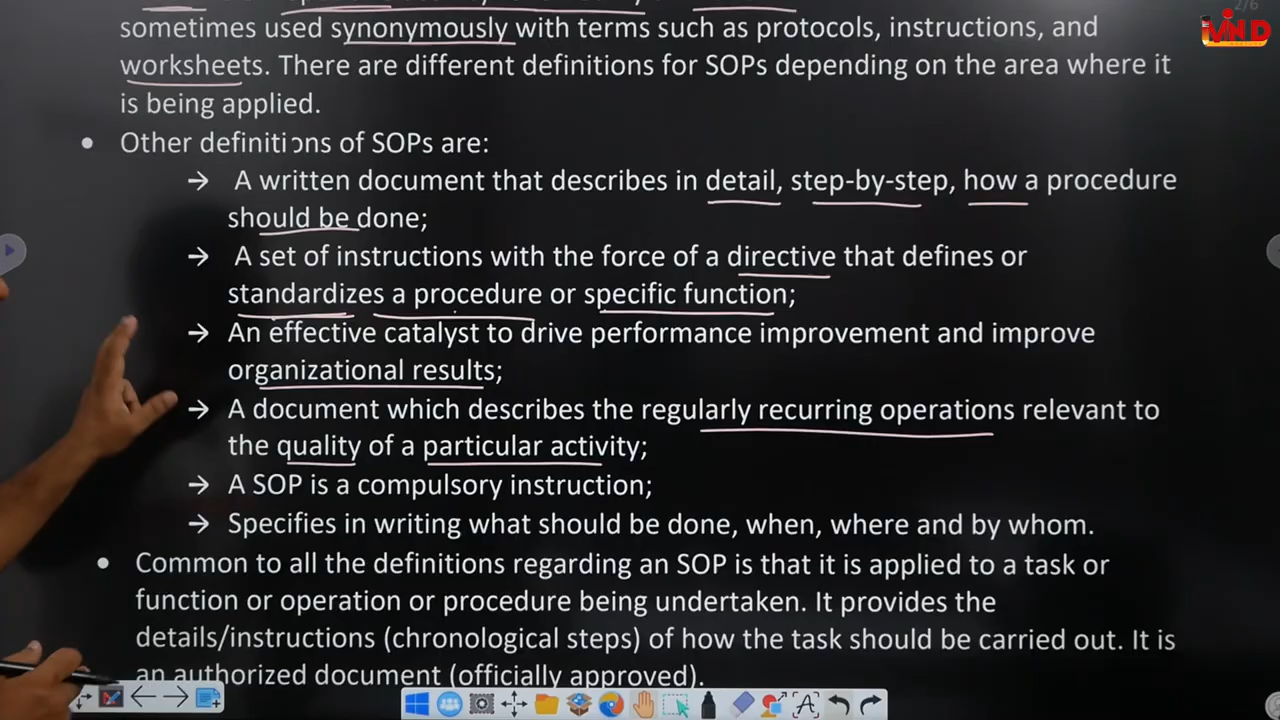 2/6
sometimes used synonymously with terms such as protocols, instructions, and
worksheets. There are different definitions for SOPs depending on the area where it
is being applied.
• Other definitions of SOPs are:
→ A written document that describes in detail, step-by-step, how a procedure
should be done;
→ A set of instructions with the force of a directive that defines or
standardizes a procedure or specific function;
→ An effective catalyst to drive performance improvement and improve
organizational results;
→ A document which describes the regularly recurring operations relevant to
the quality of a particular activity;
→ A SOP is a compulsory instruction;
→ Specifies in writing what should be done, when, where and by whom.
• Common to all the definitions regarding an SOP is that it is applied to a task or
function or operation or procedure being undertaken. It provides the
details/instructions (chronological steps) of how the task should be carried out. It is
an authorized document (officially approved).